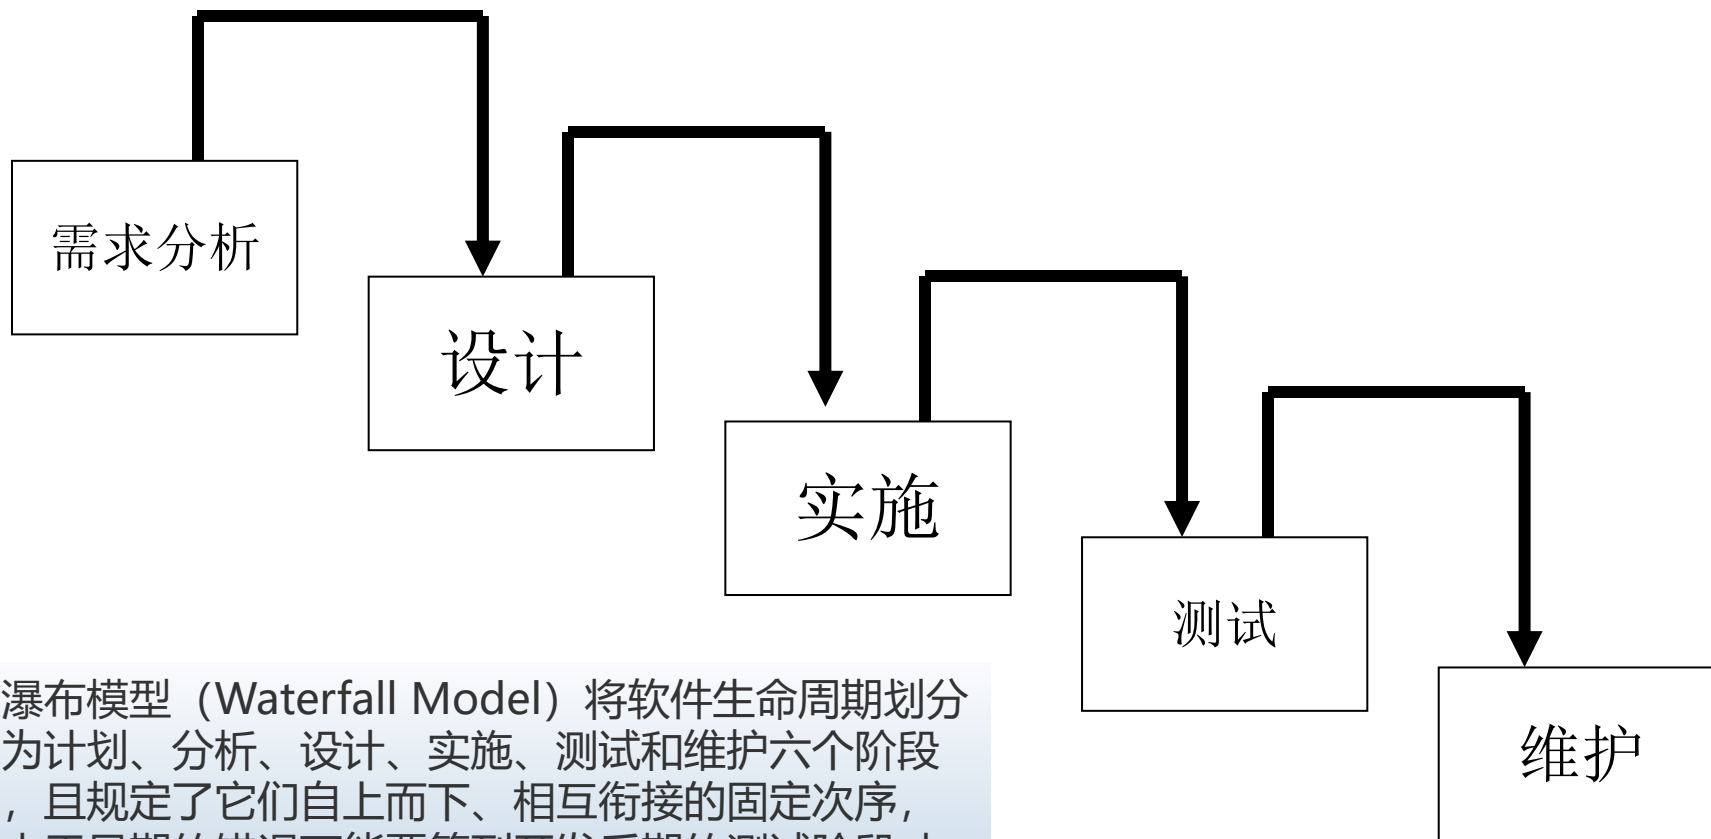 需求分析
设计
实施
测试
维护
瀑布模型（Waterfall Model）将软件生命周期划分
为计划、分析、设计、实施、测试和维护六个阶段
，且规定了它们自上而下、相互衔接的固定次序，